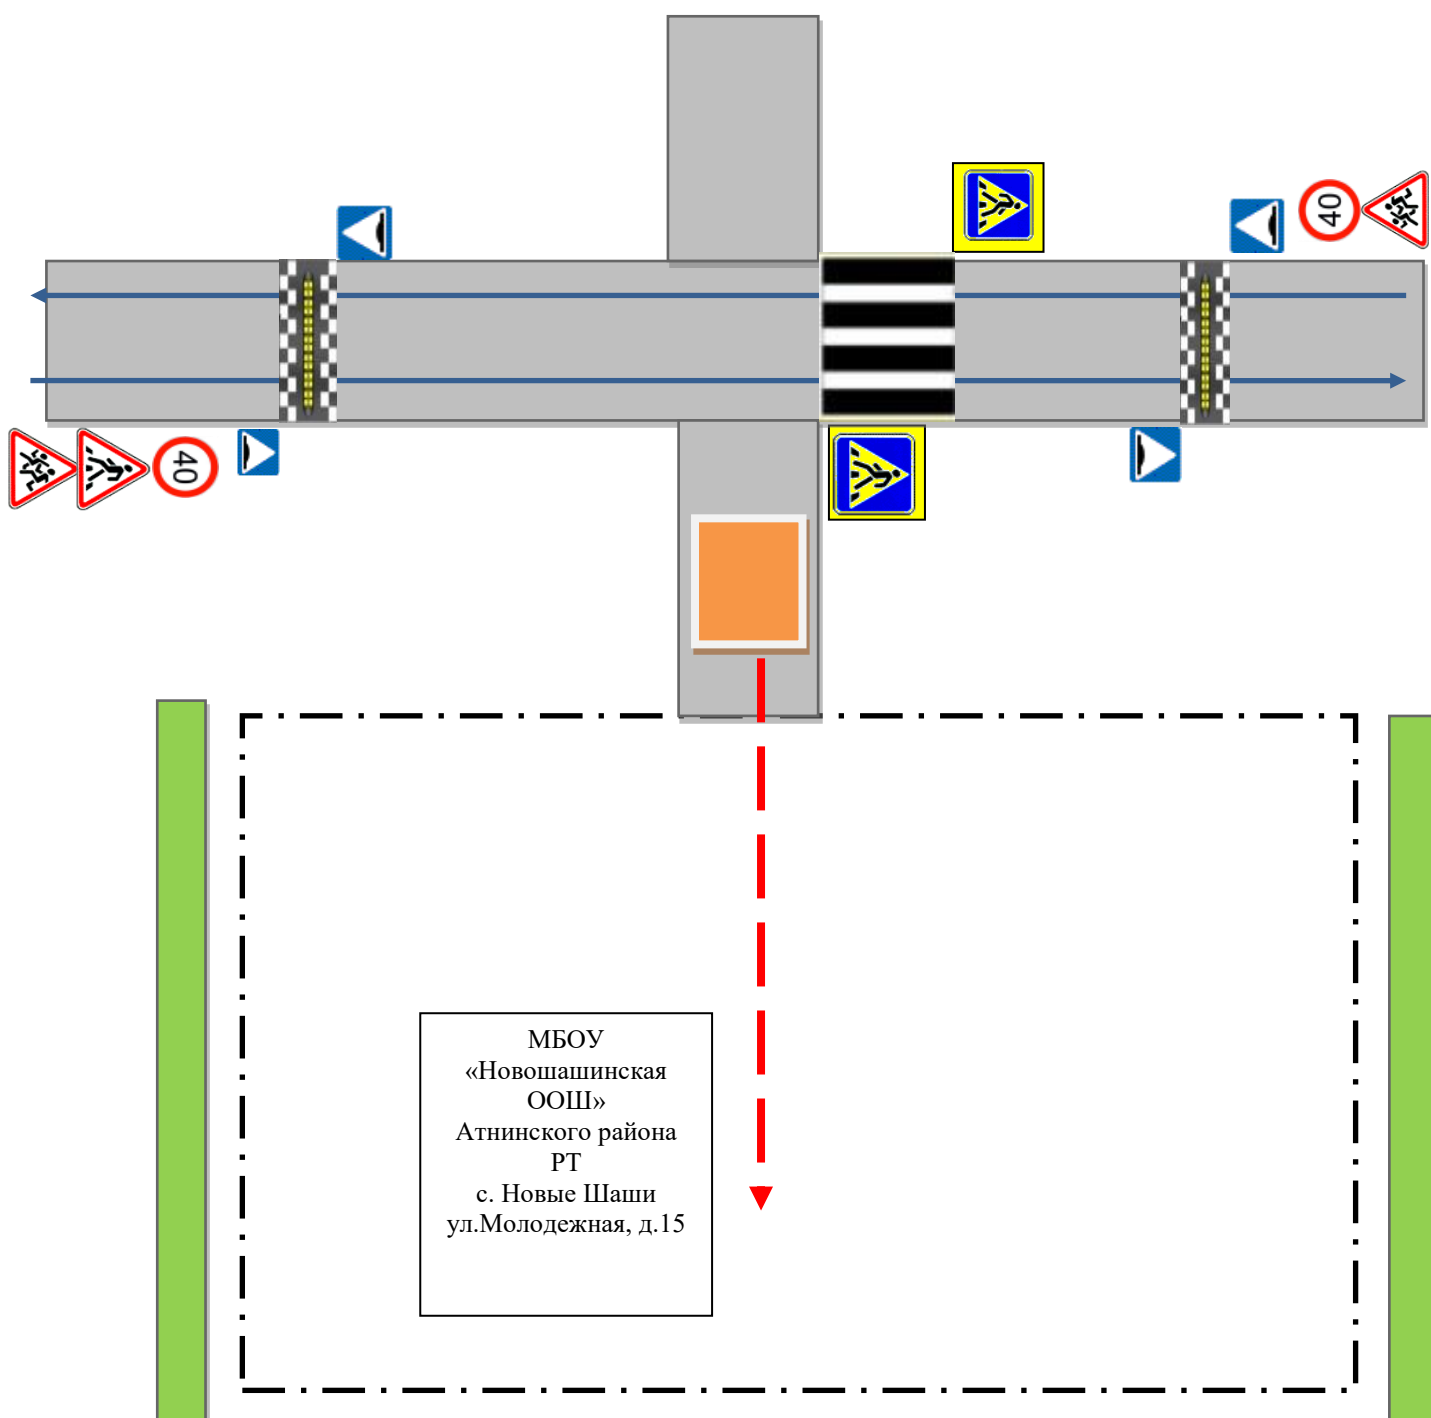 40
40
МБОУ
«Новошашинская
ООШ»
Атнинского района
РТ
с. Новые Шаши
ул.Молодежная, д.15